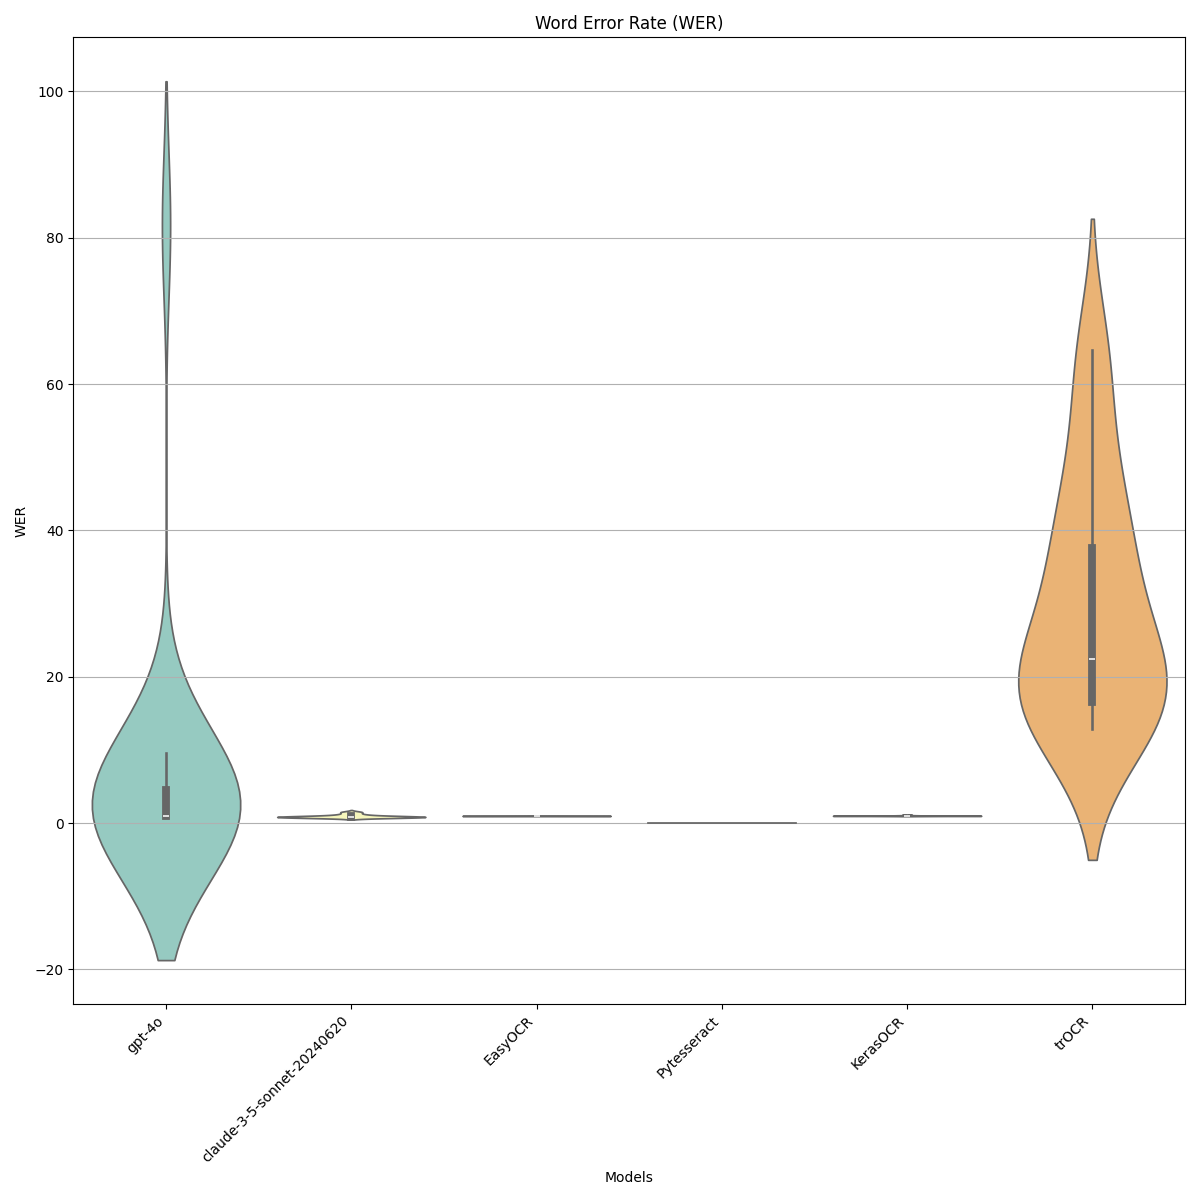 Word Error Rate (WER)
100
80
60
40
20
0
−20
WER
gpt-4o
claude-3-5-sonnet-20240620
EasyOCR
Pytesseract
KerasOCR
trOCR
Models